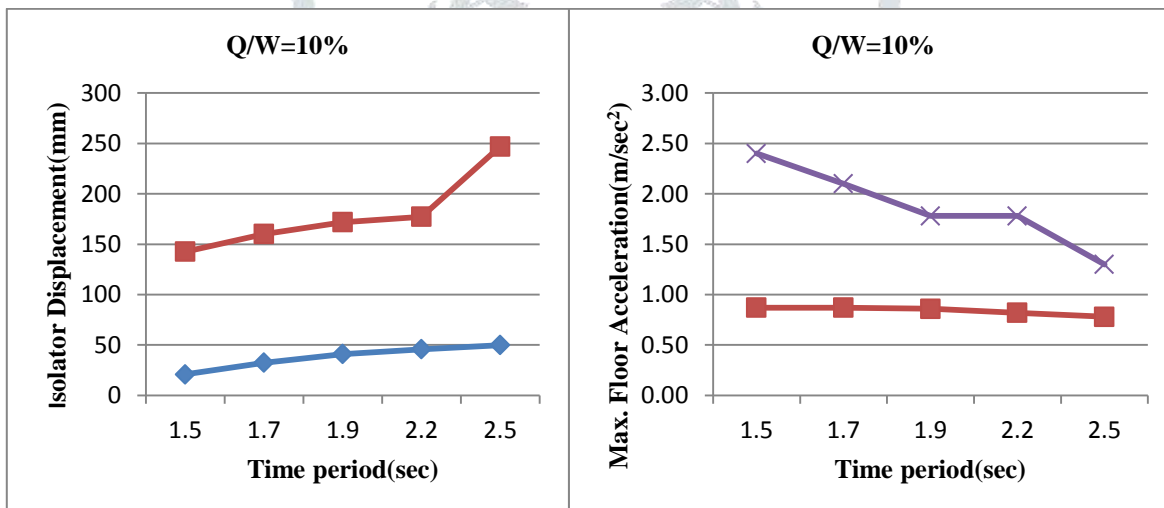 Q/W=10%
Isolator Displacement(mm)
300
250
200
150
100
50
0
1.5 1.7 1.9 2.2 2.5
Time period(sec)
Q/W=10%
Max. Floor Acceleration(m/sec²)
3.00
2.50
2.00
1.50
1.00
0.50
0.00
1.5 1.7 1.9 2.2 2.5
Time period(sec)